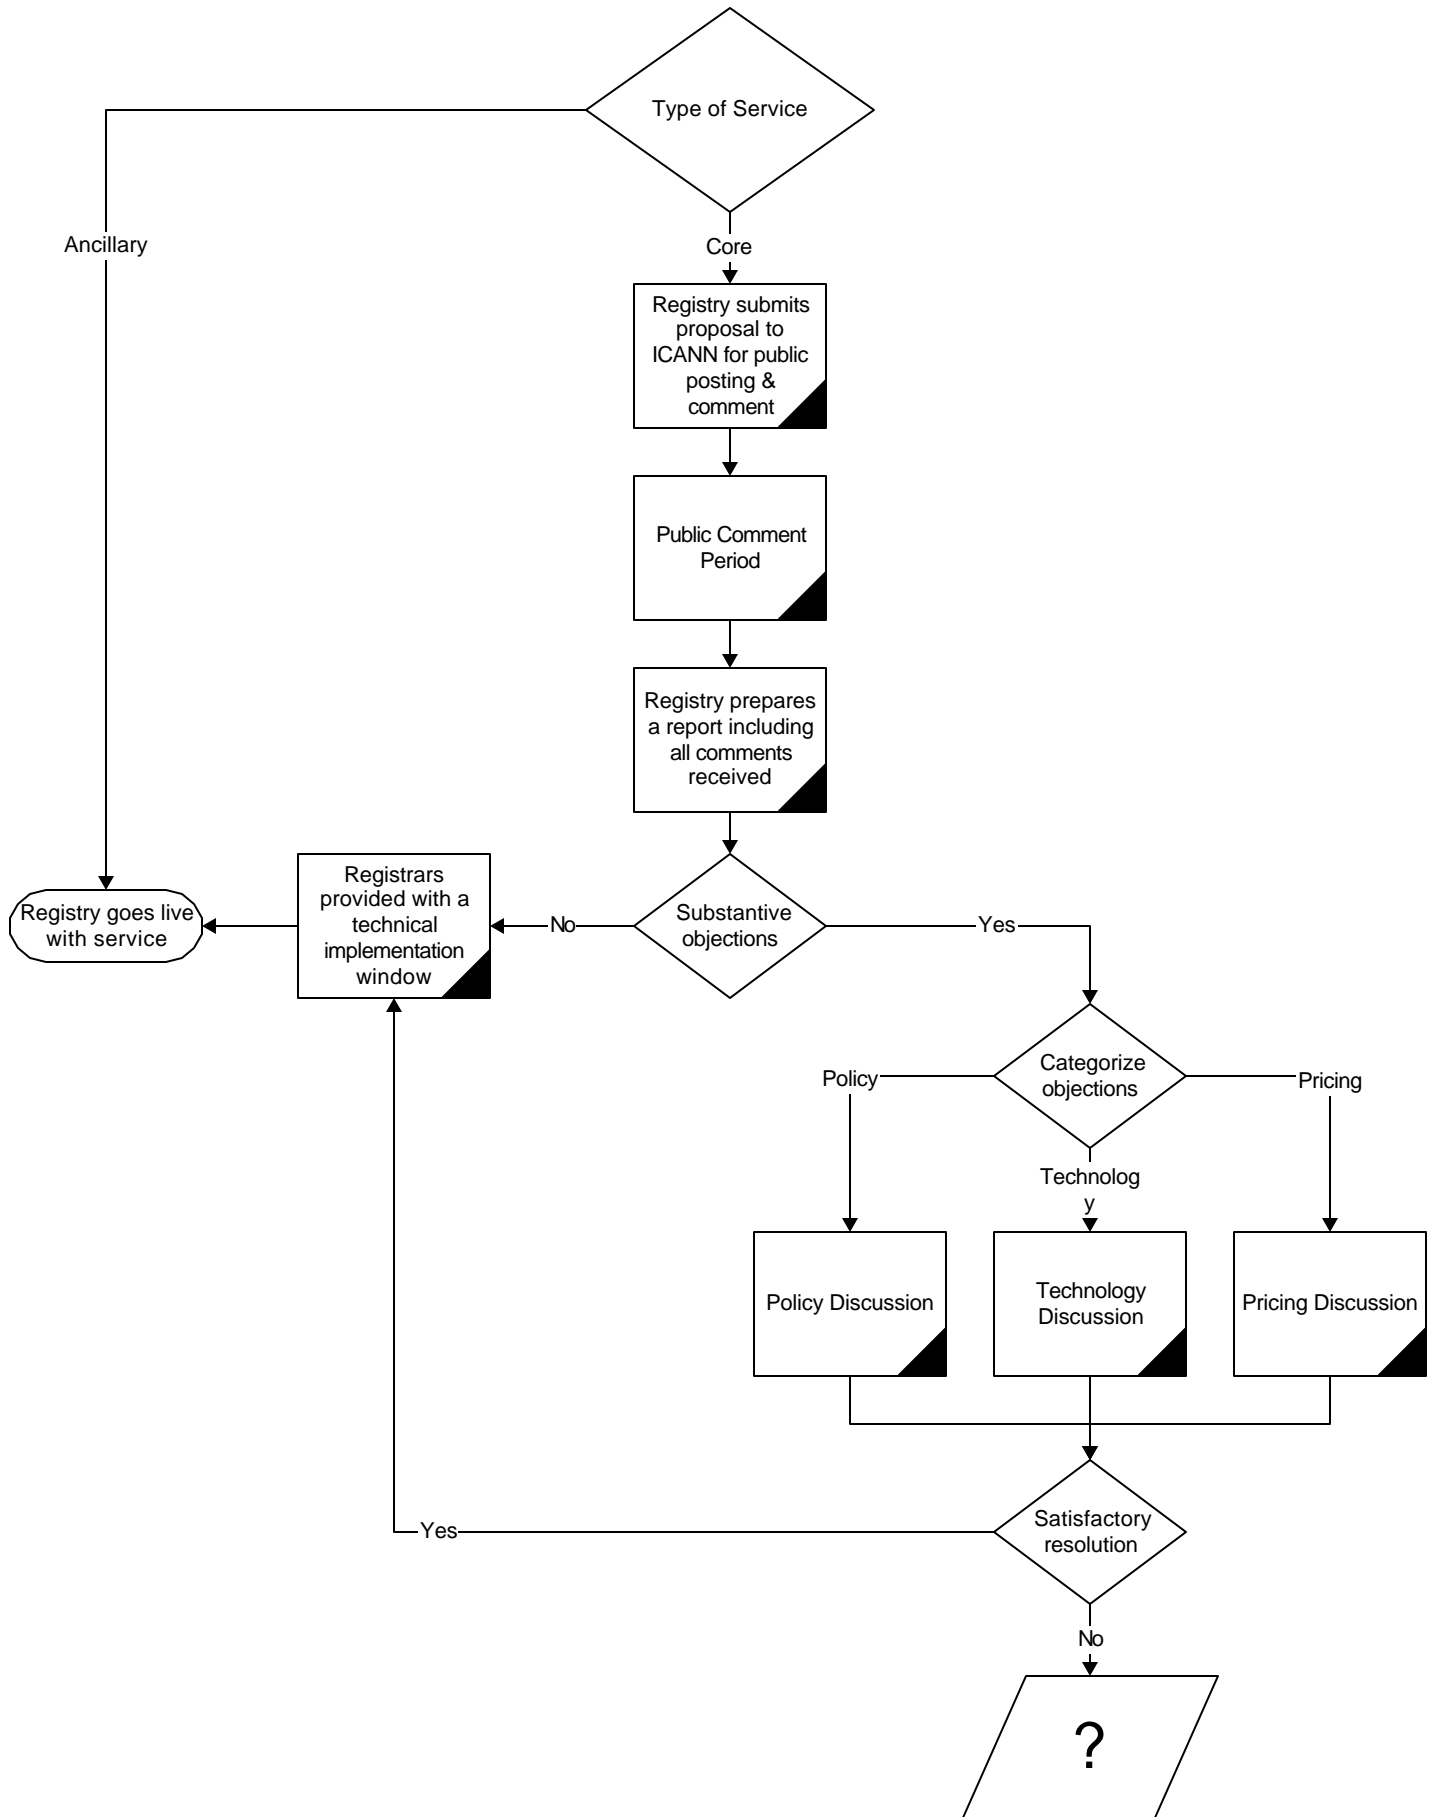 Type of Service
Ancillary
Core
Registry submits
proposal to
ICANN for public
posting &
comment
Public Comment
Period
Registry prepares
a report including
all comments
received
Registry goes live
with service
Registrars
provided with a
technical
implementation
window
No
Substantive
objections
Yes
Categorize
objections
Policy
Pricing
Technolog
y
Policy Discussion
Technology
Discussion
Pricing Discussion
Satisfactory
resolution
Yes
No
?